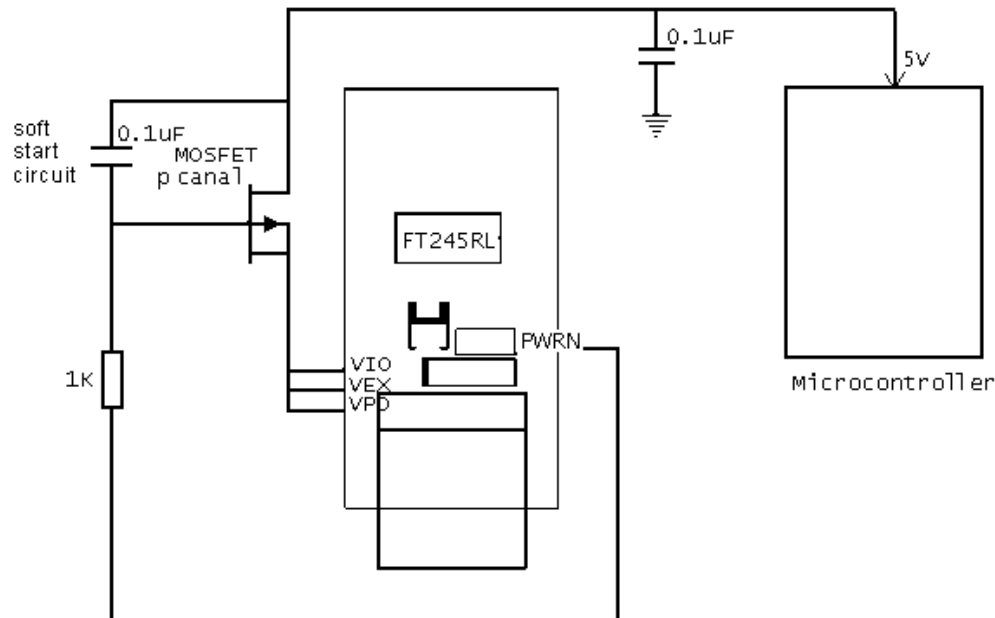 0.1uF
5V
soft
start
circuit
0.1uF
MOSFET
p canal
FT245RL
PWRN
VIO
VEX
VPD
1K
Microcontroller